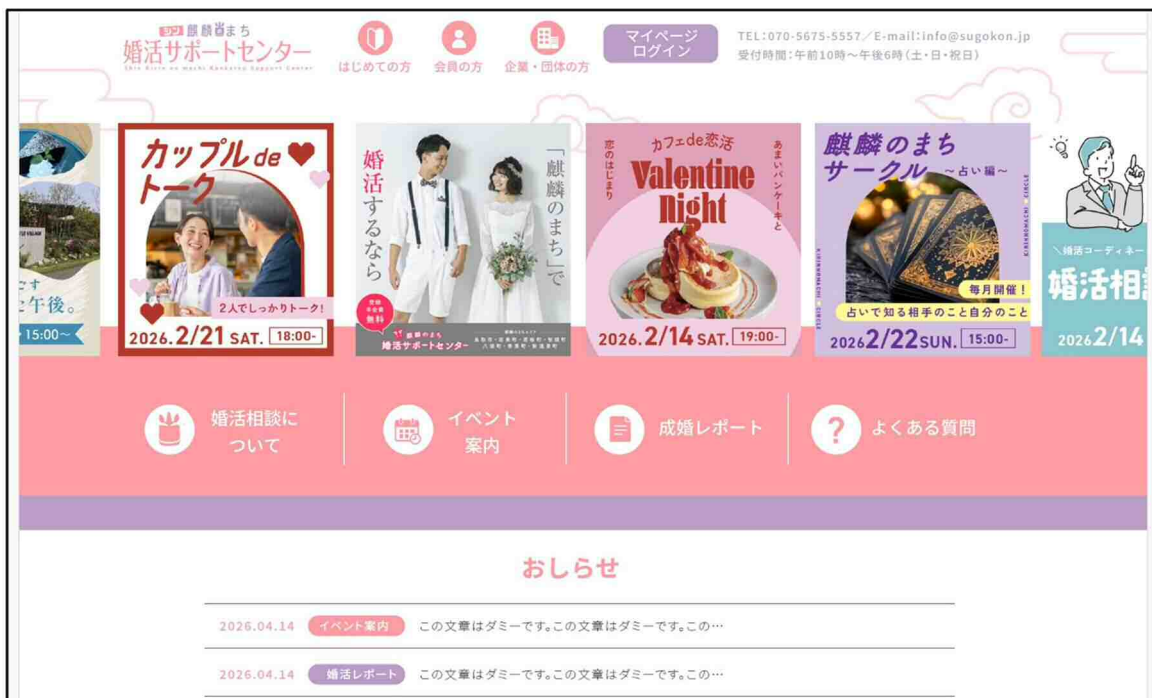 シン 麒麟のまち
婚活サポートセンター
はじめての方
会員の方
企業・団体の方
マイページ
ログイン
TEL:070-5675-5557／E-mail:info@sugokon.jp
受付時間:午前10時〜午後6時(土・日・祝日)
午後。
15:00〜
カップル de
トーク
2人でしっかりトーク!
2026.2/21 SAT. 18:00-
「麒麟のまち」で
婚活するなら
登録
年会費
無料
麒麟のまち
婚活サポートセンター
カフェde恋活
Valentine
Night
恋のはじまり
あまいパンケーキと
2026.2/14 SAT. 19:00-
麒麟のまち
サークル 〜占い編〜
KIRINNOMACHI CIRCLE
KIRINNOMACHI CIRCLE
毎月開催!
占いで知る相手のこと自分のこと
2026 2/22 SUN. 15:00-
＼婚活コーディネー
婚活相談
2026.2/14
婚活相談に
ついて
イベント
案内
成婚レポート
よくある質問
おしらせ
2026.04.14 イベント案内 この文章はダミーです。この文章はダミーです。この…
2026.04.14 婚活レポート この文章はダミーです。この文章はダミーです。この…